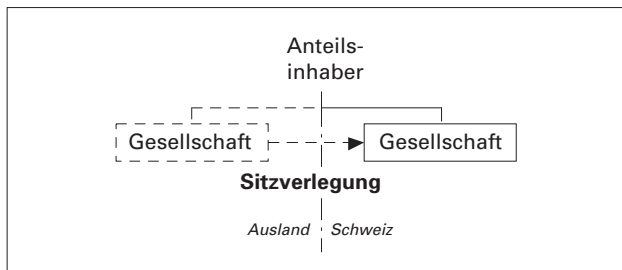 Anteils-
inhaber
Gesellschaft
Gesellschaft
Sitzverlegung
Ausland
Schweiz